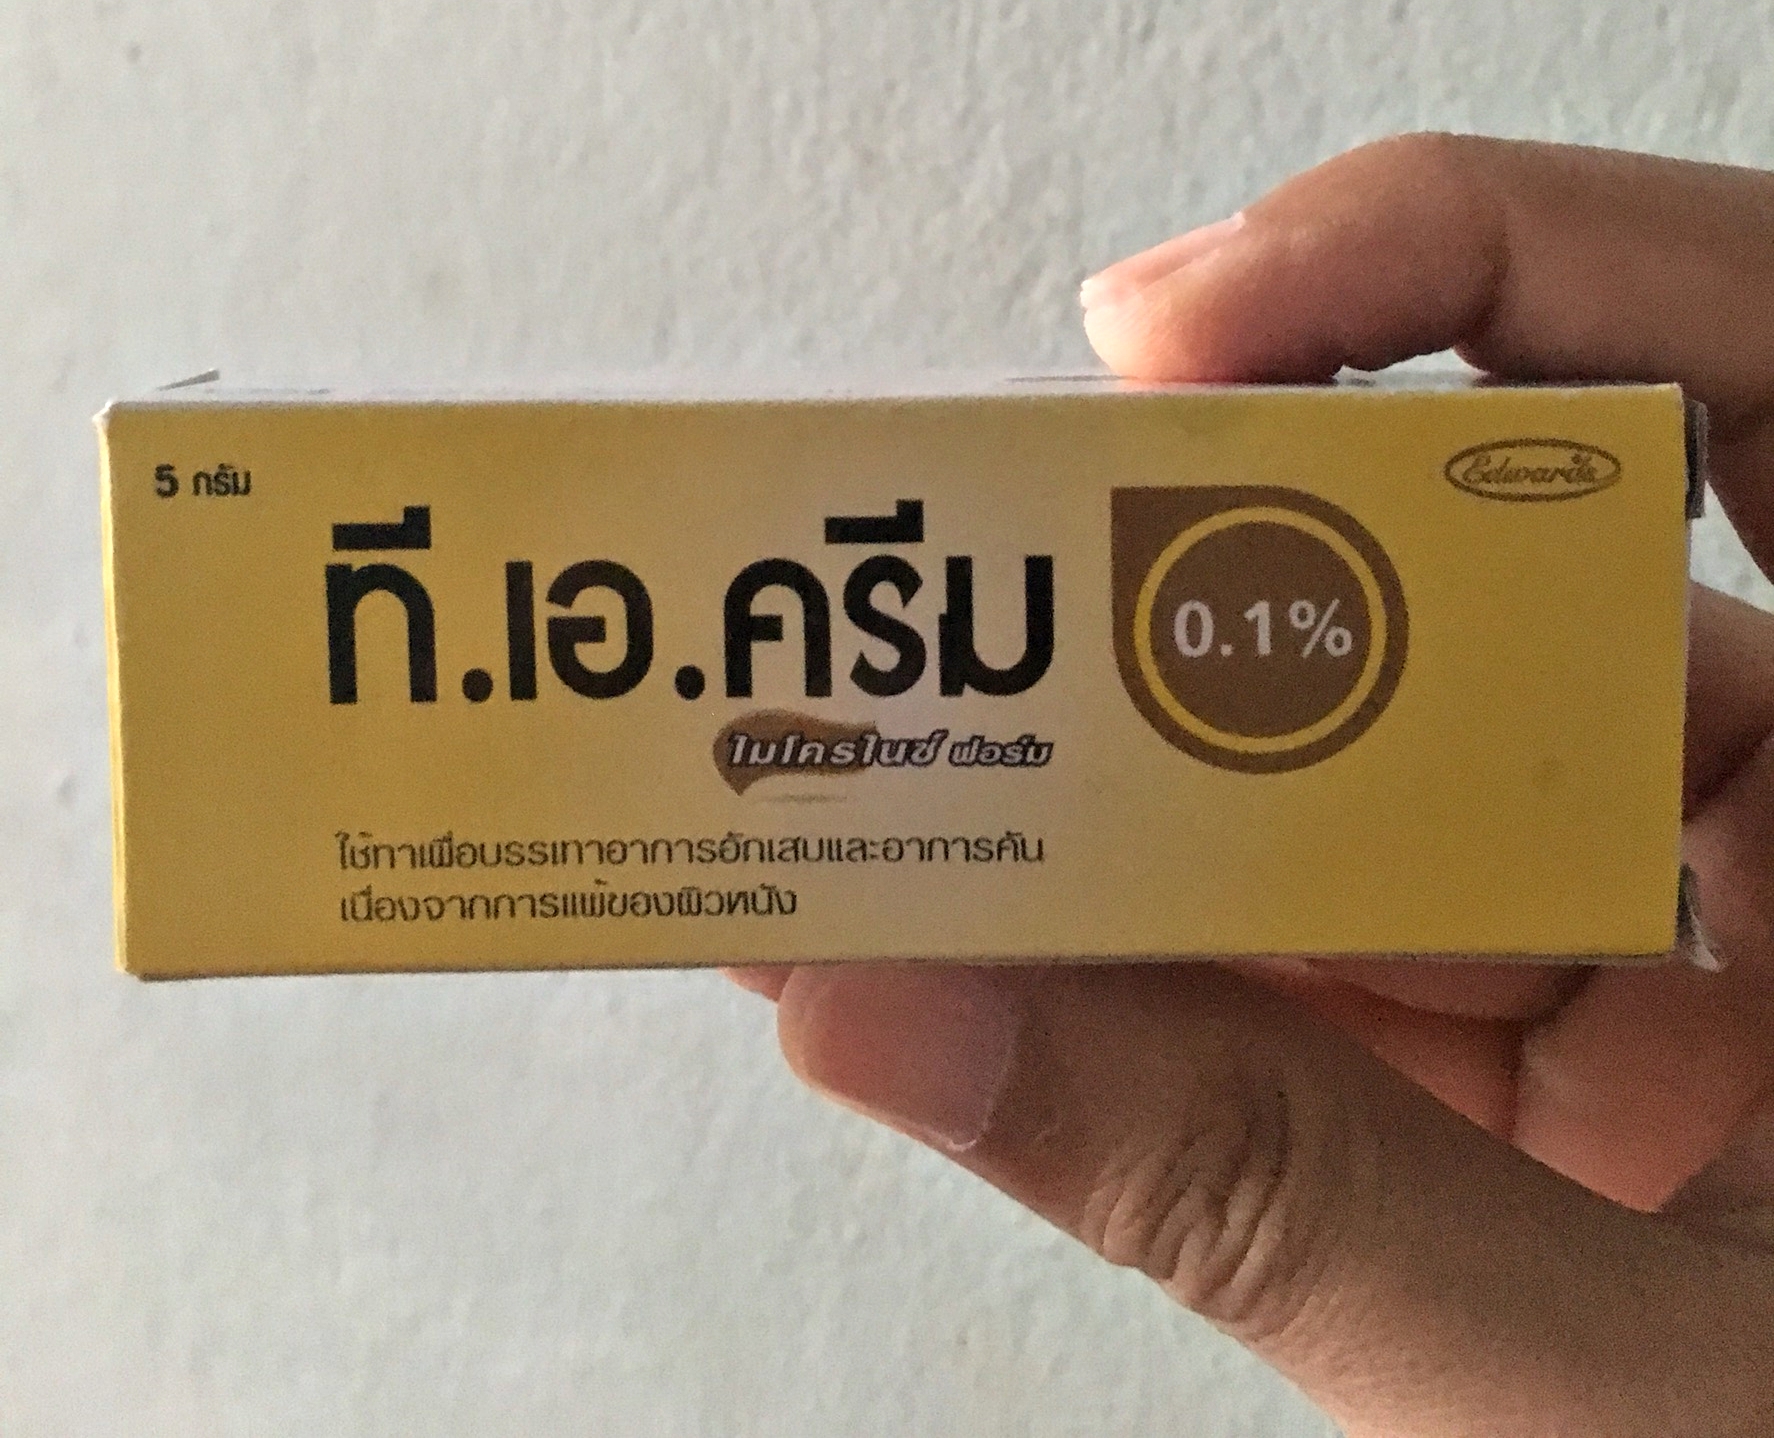 5 กรัม
Edwards
ที.เอ.ครีม
0.1%
ไมโครไนซ์ ฟอร์ม
ใช้ทาเพื่อบรรเทาอาการอักเสบและอาการคัน
เนื่องจากการแพ้ของผิวหนัง